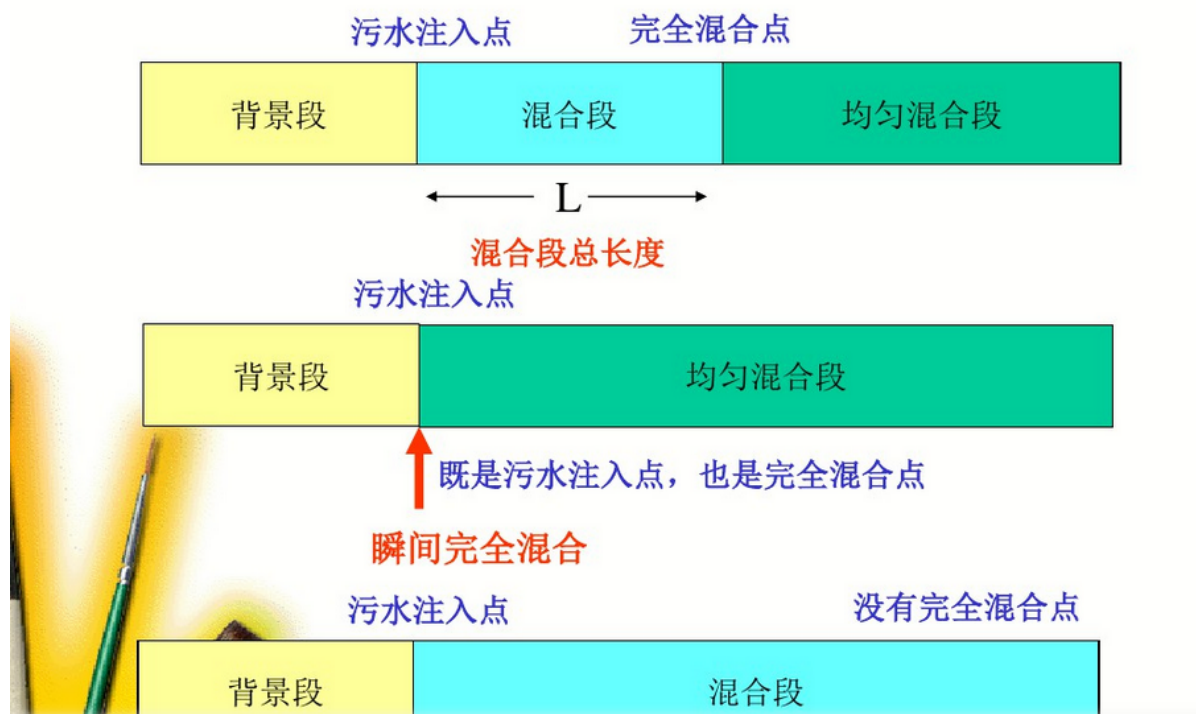 污水注入点 完全混合点
背景段 混合段 均匀混合段
L
混合段总长度
污水注入点
背景段 均匀混合段
既是污水注入点，也是完全混合点
瞬间完全混合
污水注入点 没有完全混合点
背景段 混合段